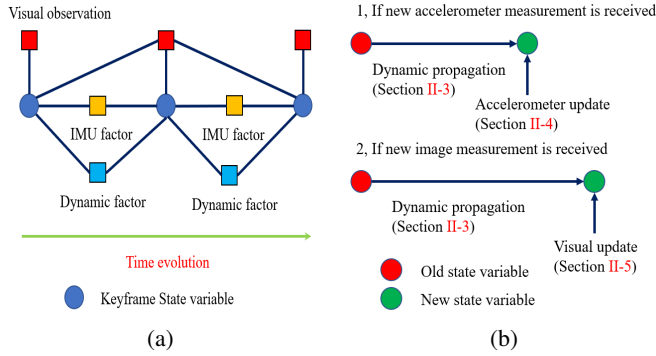 Visual observation
IMU factor
IMU factor
Dynamic factor
Dynamic factor
Time evolution
Keyframe State variable
(a)
1, If new accelerometer measurement is received
Dynamic propagation
(Section II-3)
Accelerometer update
(Section II-4)
2, If new image measurement is received
Dynamic propagation
(Section II-3)
Visual update
(Section II-5)
Old state variable
New state variable
(b)